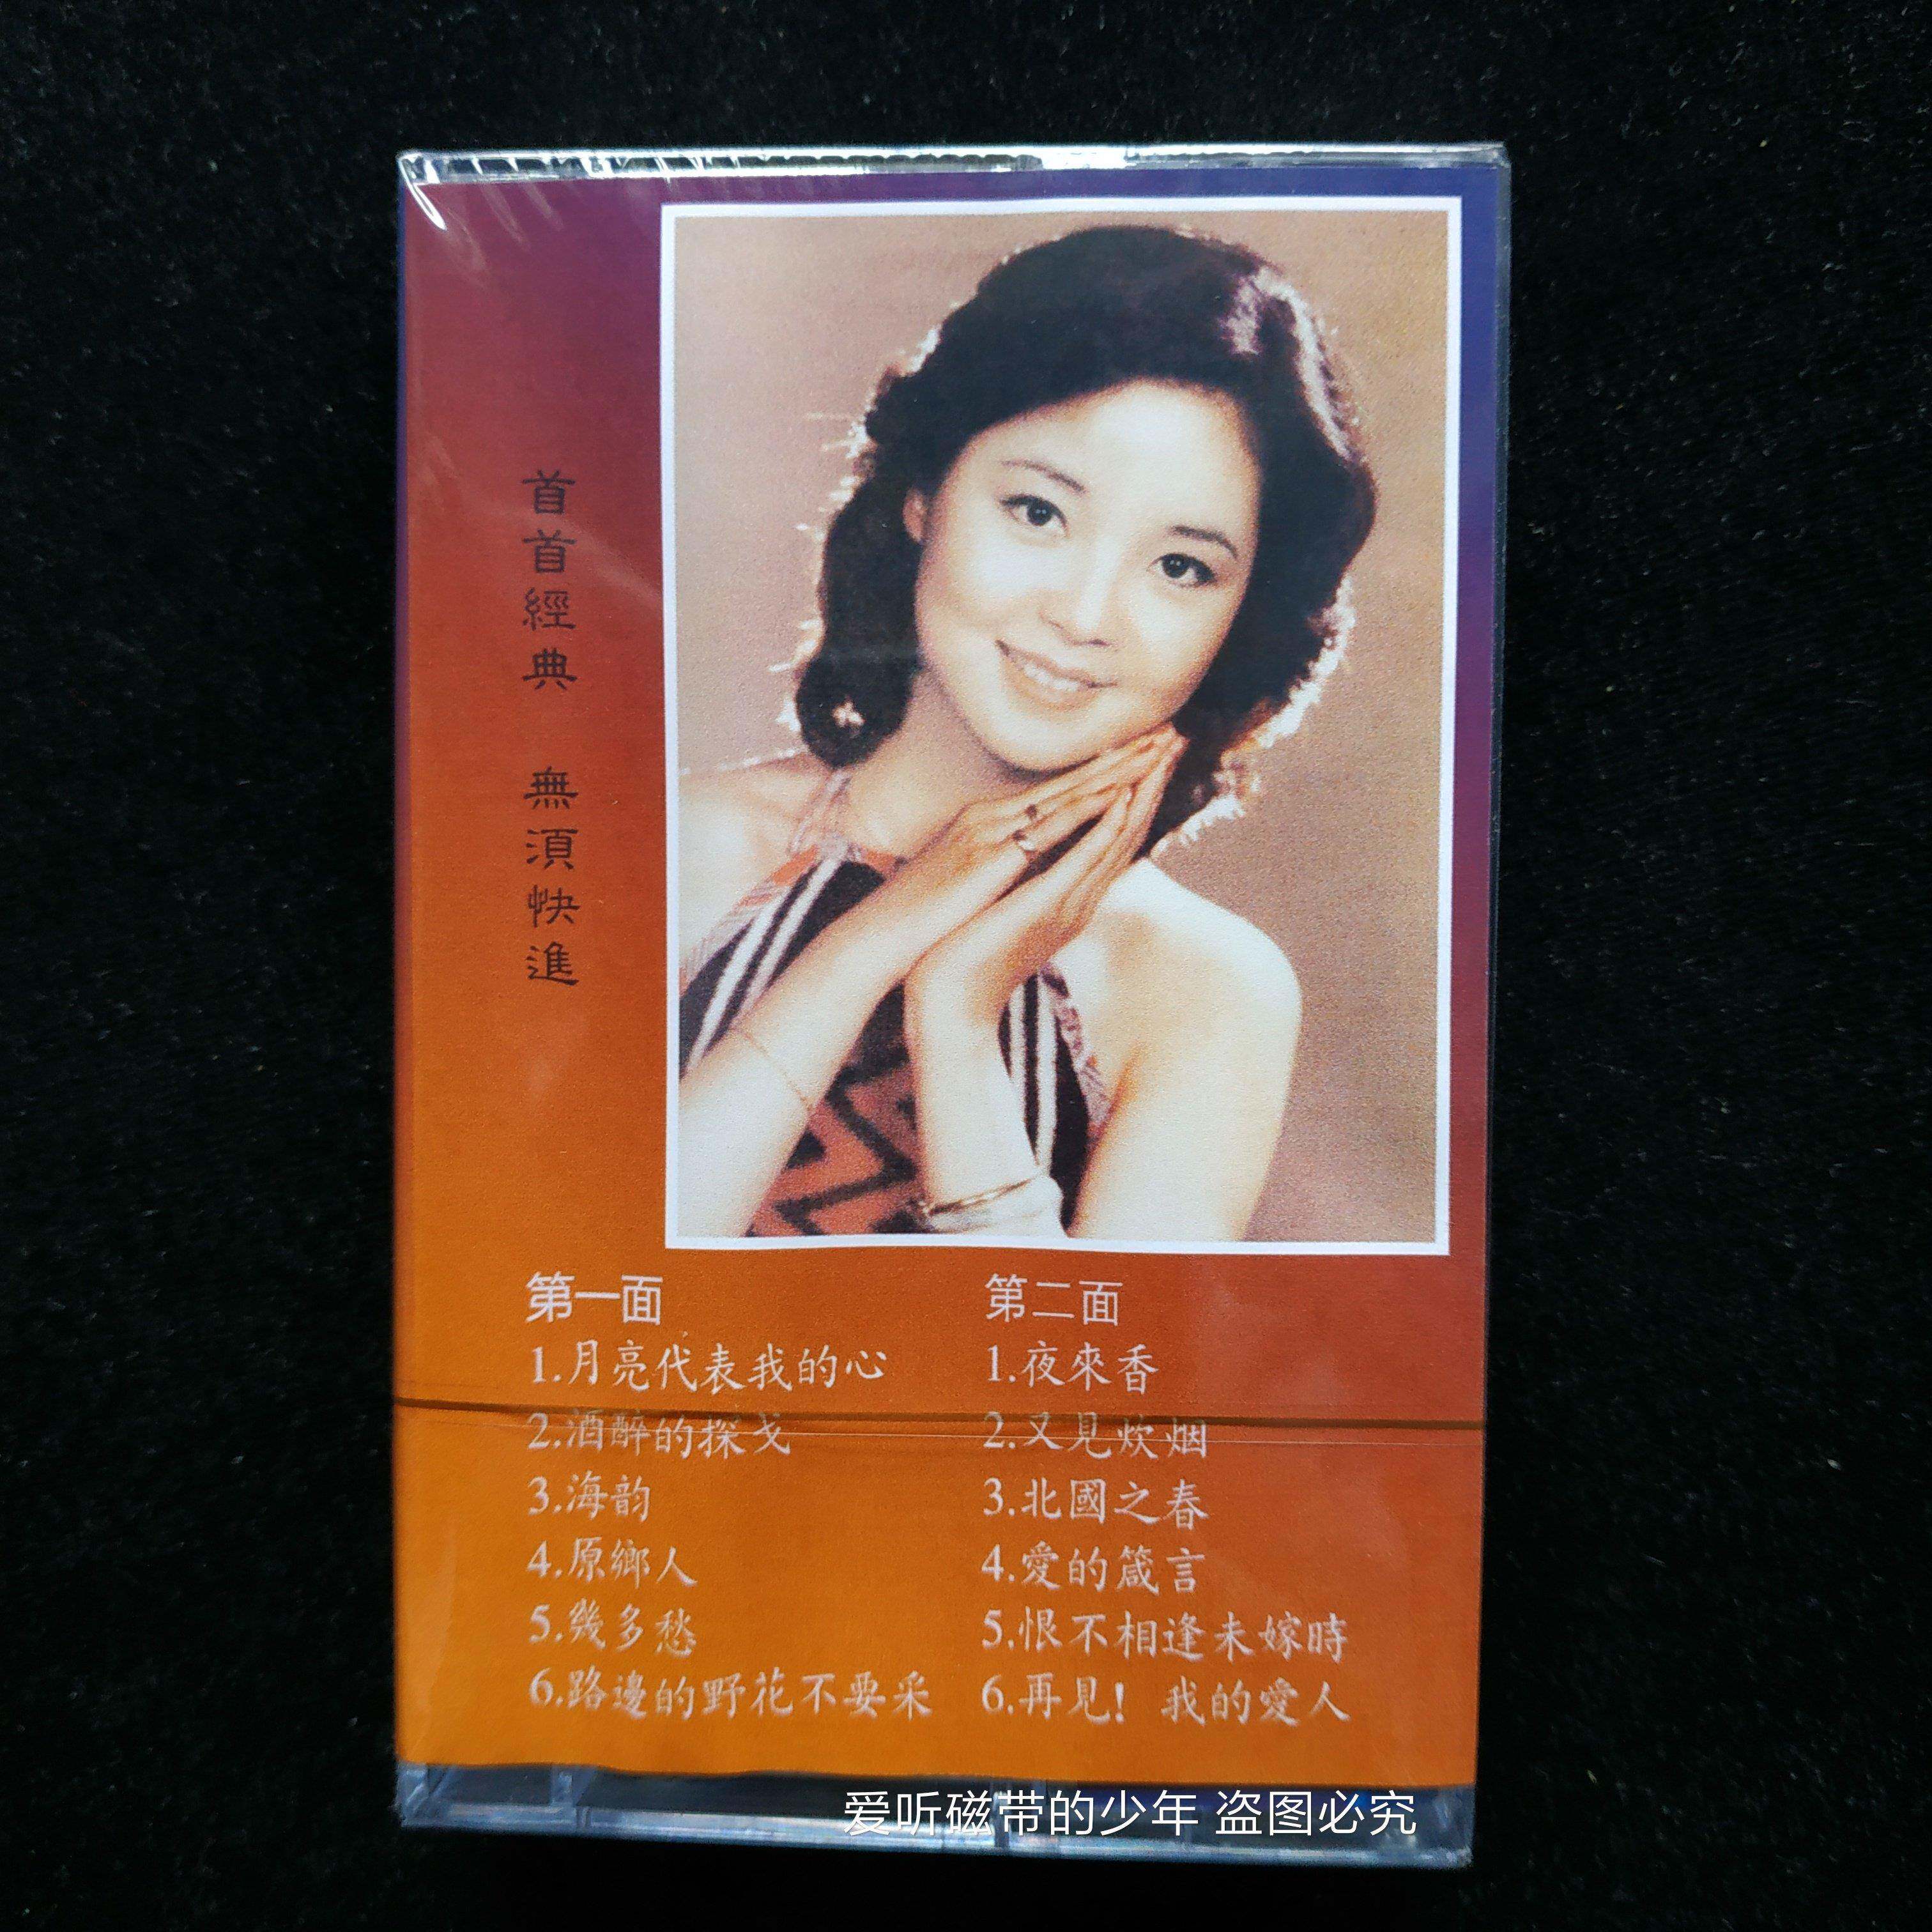 首首經典 無須快進
第一面
1.月亮代表我的心
2.酒醉的探戈
3.海韵
4.原鄉人
5.幾多愁
6.路邊的野花不要采
第二面
1.夜來香
2.又見炊烟
3.北國之春
4.愛的箴言
5.恨不相逢未嫁時
6.再見！我的愛人
爱听磁带的少年 盗图必究